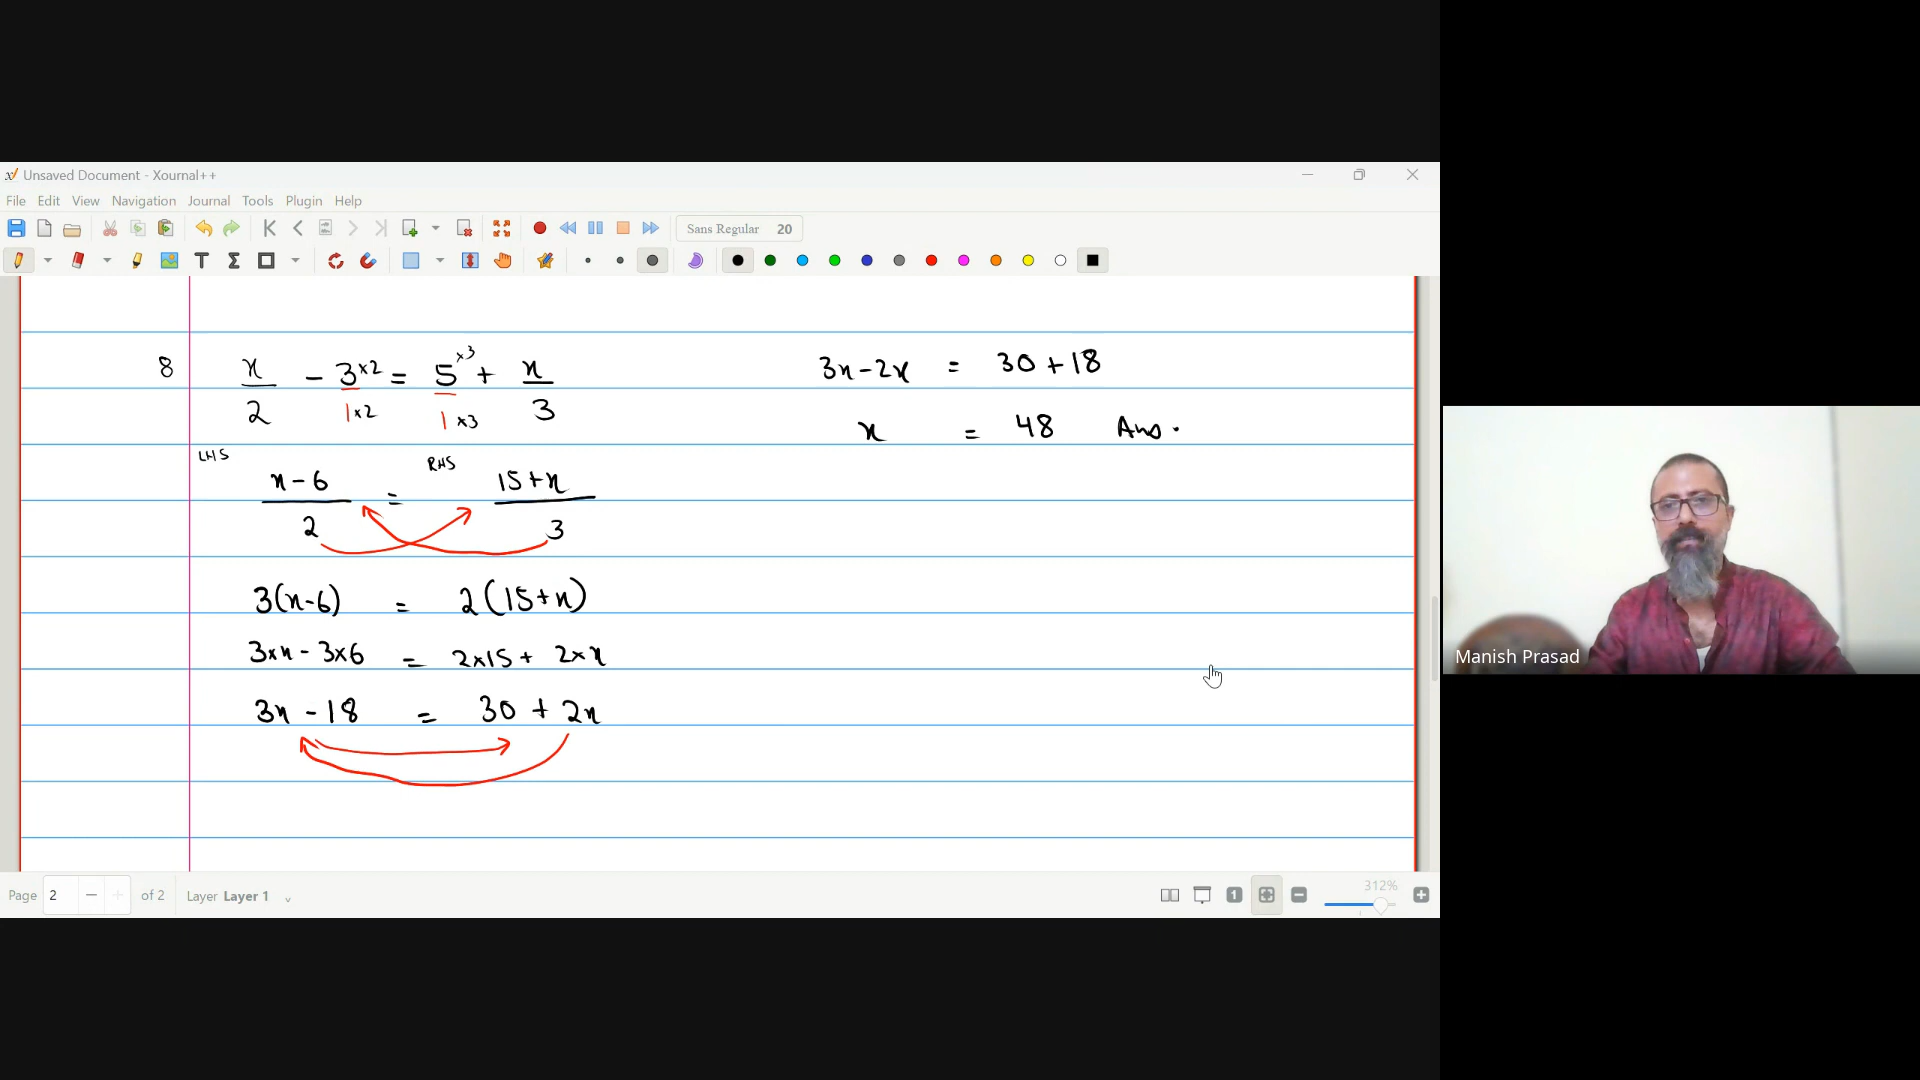 Unsaved Document - Xournal++
File Edit View Navigation Journal Tools Plugin Help
Sans Regular 20
8 x/2 - 3/1 ×2/×2 = 5/1 ×3/×3 + x/3
LHS RHS
x-6/2 = 15+x/3
3(x-6) = 2(15+x)
3×x - 3×6 = 2×15 + 2×x
3x - 18 = 30 + 2x
3x-2x = 30+18
x = 48 Ans.
Page 2 of 2 Layer Layer 1
312%
Manish Prasad